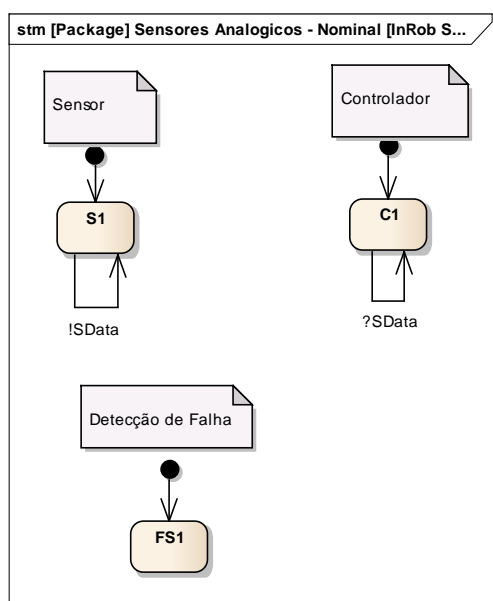 stm [Package] Sensores Analogicos - Nominal [InRob S...
Sensor
Controlador
S1
C1
!SData
?SData
Detecção de Falha
FS1